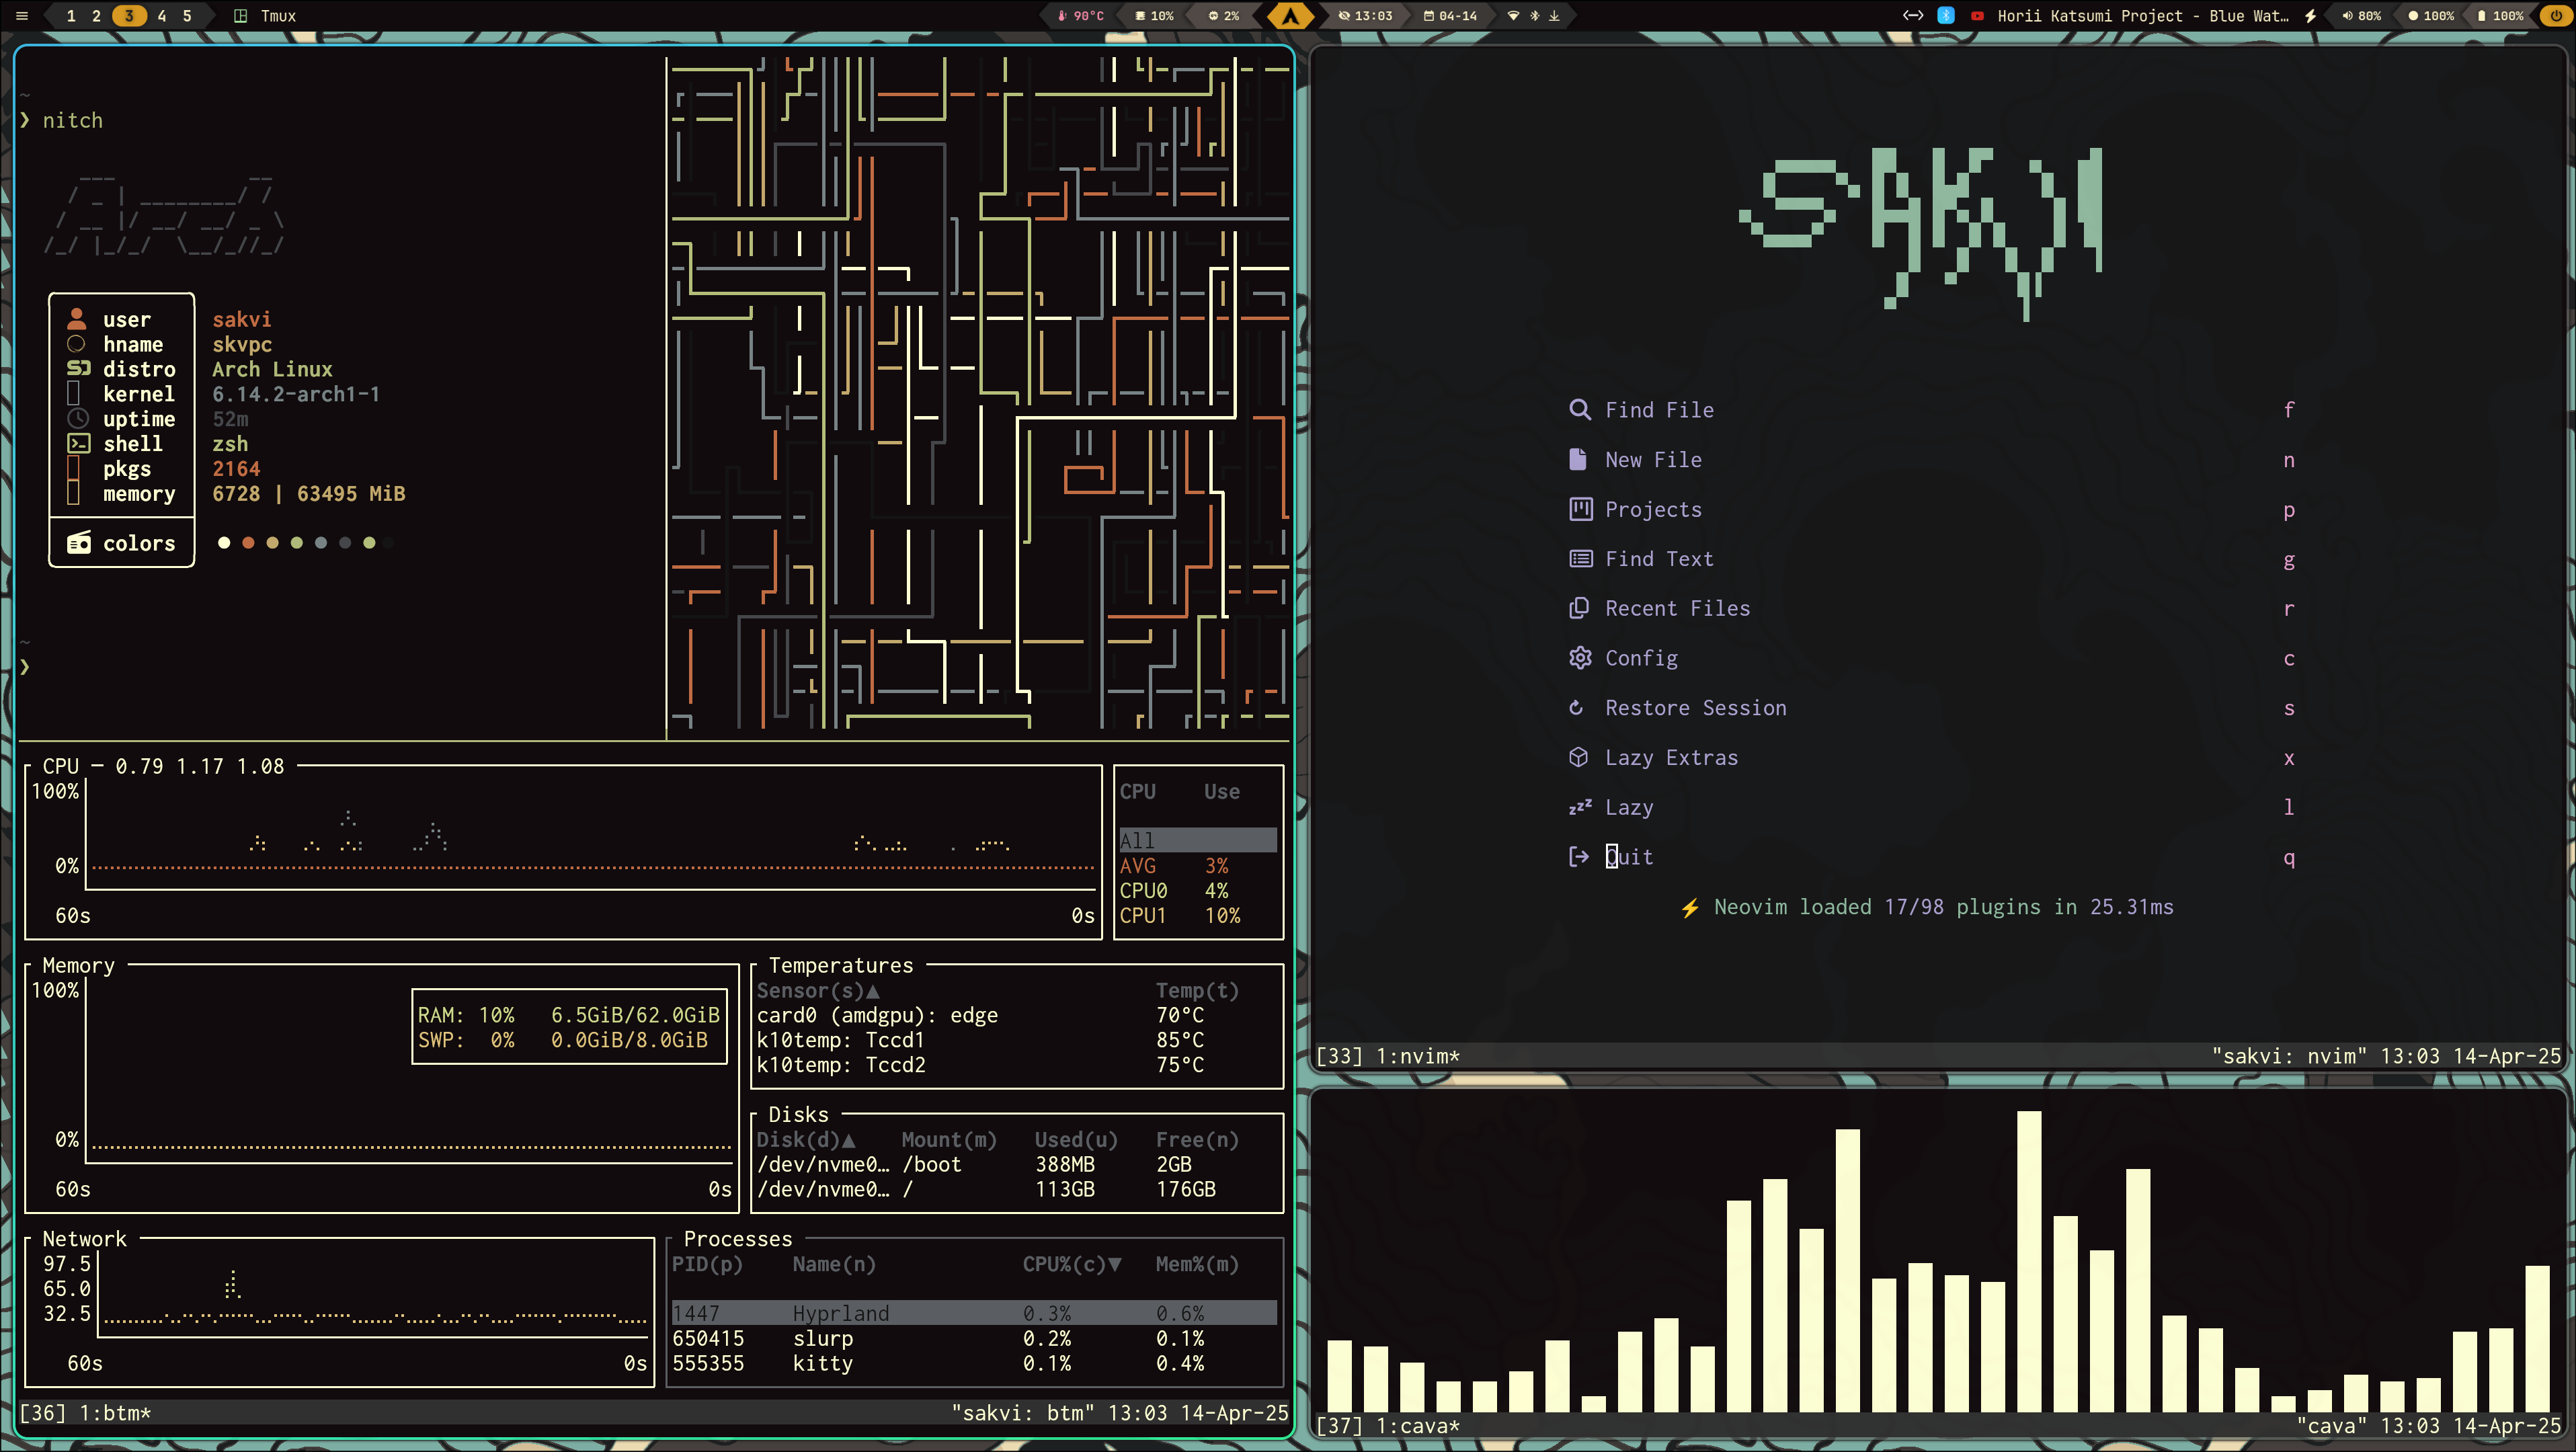 1 2 3 4 5 Tmux 90°C 10% 2% 13:03 04-14 Horii Katsumi Project - Blue Wat… 80% 100% 100%
~
❯ nitch
Arch
user sakvi
hname skvpc
distro Arch Linux
kernel 6.14.2-arch1-1
uptime 52m
shell zsh
pkgs 2164
memory 6728 | 63495 MiB
colors
~
❯
CPU — 0.79 1.17 1.08
100%
0%
60s 0s
CPU Use
All
AVG 3%
CPU0 4%
CPU1 10%
Memory
100%
RAM: 10% 6.5GiB/62.0GiB
SWP: 0% 0.0GiB/8.0GiB
0%
60s 0s
Temperatures
Sensor(s)▲ Temp(t)
card0 (amdgpu): edge 70°C
k10temp: Tccd1 85°C
k10temp: Tccd2 75°C
Disks
Disk(d)▲ Mount(m) Used(u) Free(n)
/dev/nvme0… /boot 388MB 2GB
/dev/nvme0… / 113GB 176GB
Network
97.5
65.0
32.5
60s 0s
Processes
PID(p) Name(n) CPU%(c)▼ Mem%(m)
1447 Hyprland 0.3% 0.6%
650415 slurp 0.2% 0.1%
555355 kitty 0.1% 0.4%
[36] 1:btm* "sakvi: btm" 13:03 14-Apr-25
SAKVI
Find File f
New File n
Projects p
Find Text g
Recent Files r
Config c
Restore Session s
Lazy Extras x
zzz Lazy l
Quit q
⚡ Neovim loaded 17/98 plugins in 25.31ms
[33] 1:nvim* "sakvi: nvim" 13:03 14-Apr-25
[37] 1:cava* "cava" 13:03 14-Apr-25